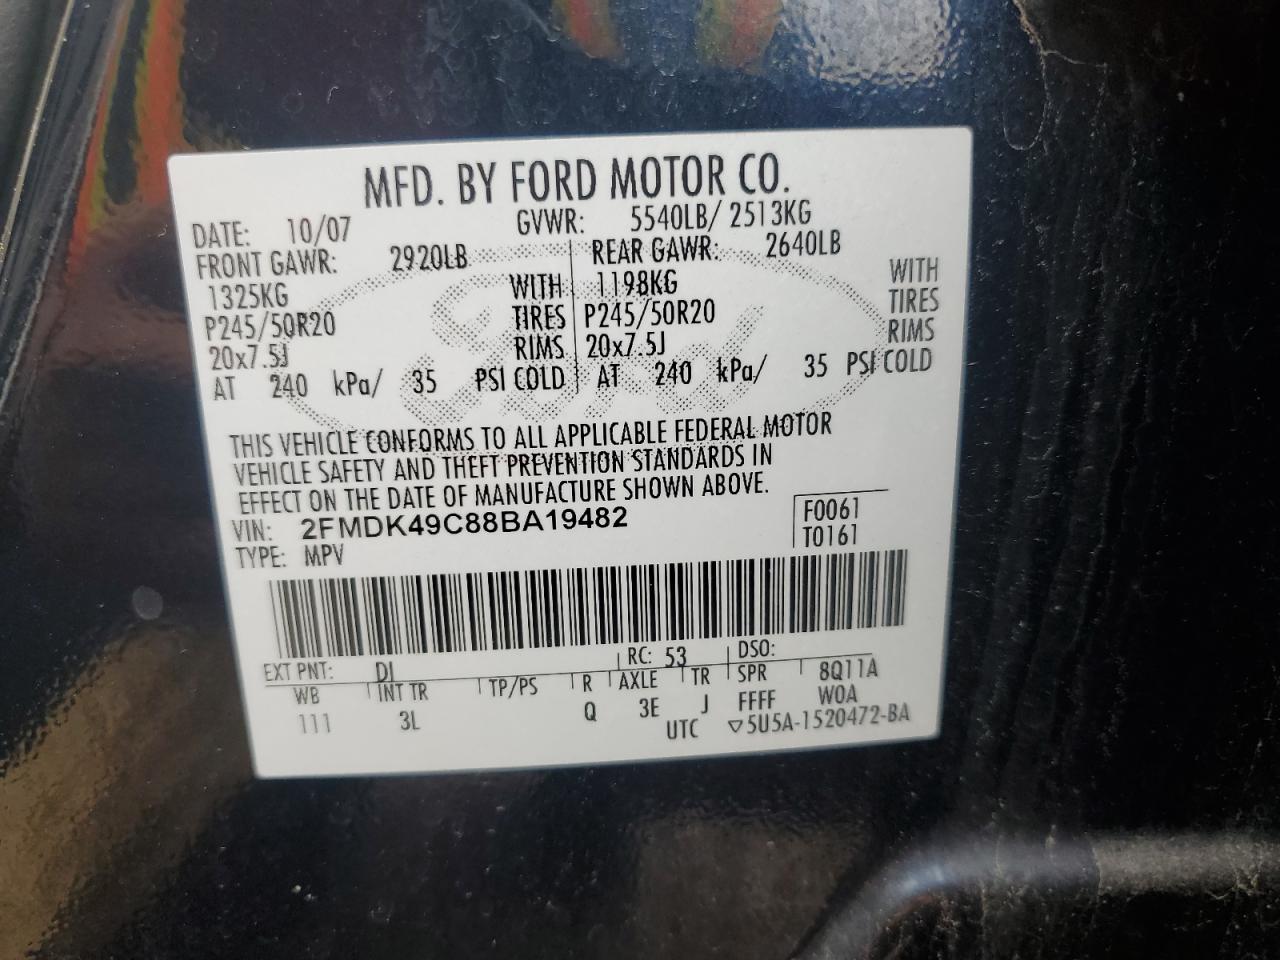 MFD. BY FORD MOTOR CO.
DATE: 10/07 GVWR: 5540LB/ 2513KG
FRONT GAWR: 2920LB REAR GAWR: 2640LB
1325KG WITH 1198KG WITH
P245/50R20 TIRES P245/50R20 TIRES
20x7.5J RIMS 20x7.5J RIMS
AT 240 kPa/ 35 PSI COLD AT 240 kPa/ 35 PSI COLD
Ford
THIS VEHICLE CONFORMS TO ALL APPLICABLE FEDERAL MOTOR
VEHICLE SAFETY AND THEFT PREVENTION STANDARDS IN
EFFECT ON THE DATE OF MANUFACTURE SHOWN ABOVE.
VIN: 2FMDK49C88BA19482 F0061
TYPE: MPV T0161
EXT PNT: DI RC: 53 DSO:
WB INT TR TP/PS R AXLE TR SPR 8Q11A
111 3L Q 3E J FFFF W0A
UTC ▽5U5A-1520472-BA